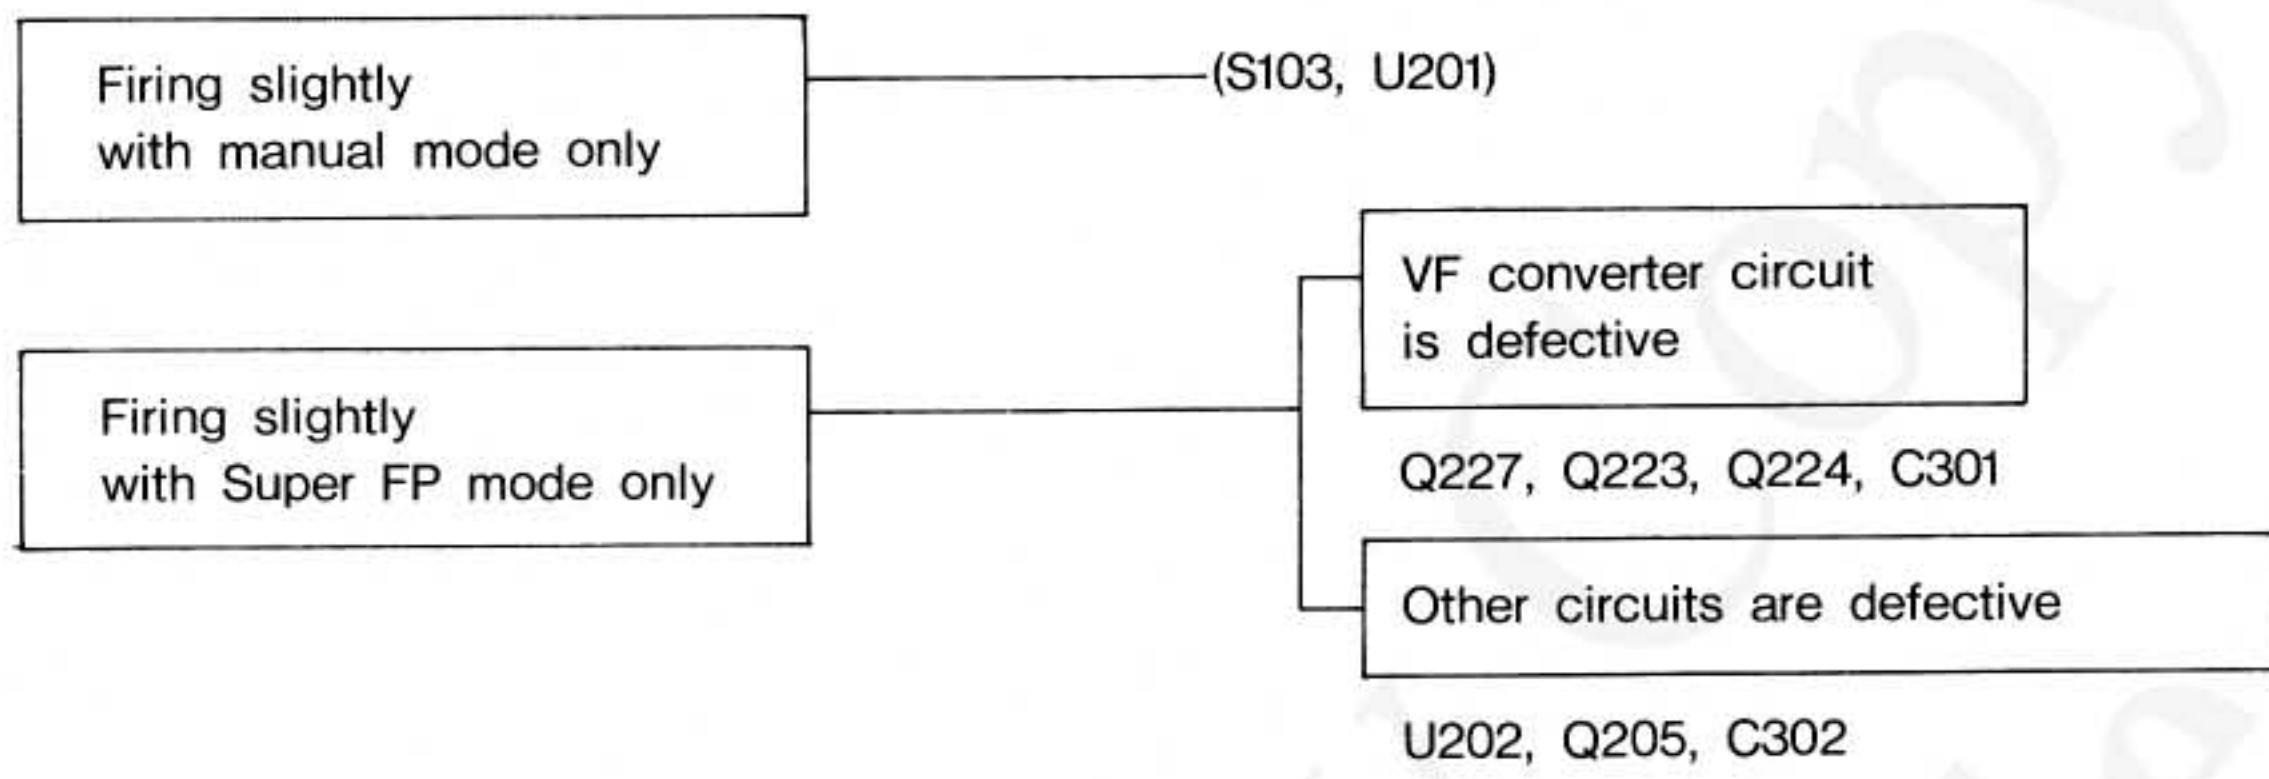 Firing slightly
with manual mode only
(S103, U201)
Firing slightly
with Super FP mode only
VF converter circuit
is defective
Q227, Q223, Q224, C301
Other circuits are defective
U202, Q205, C302